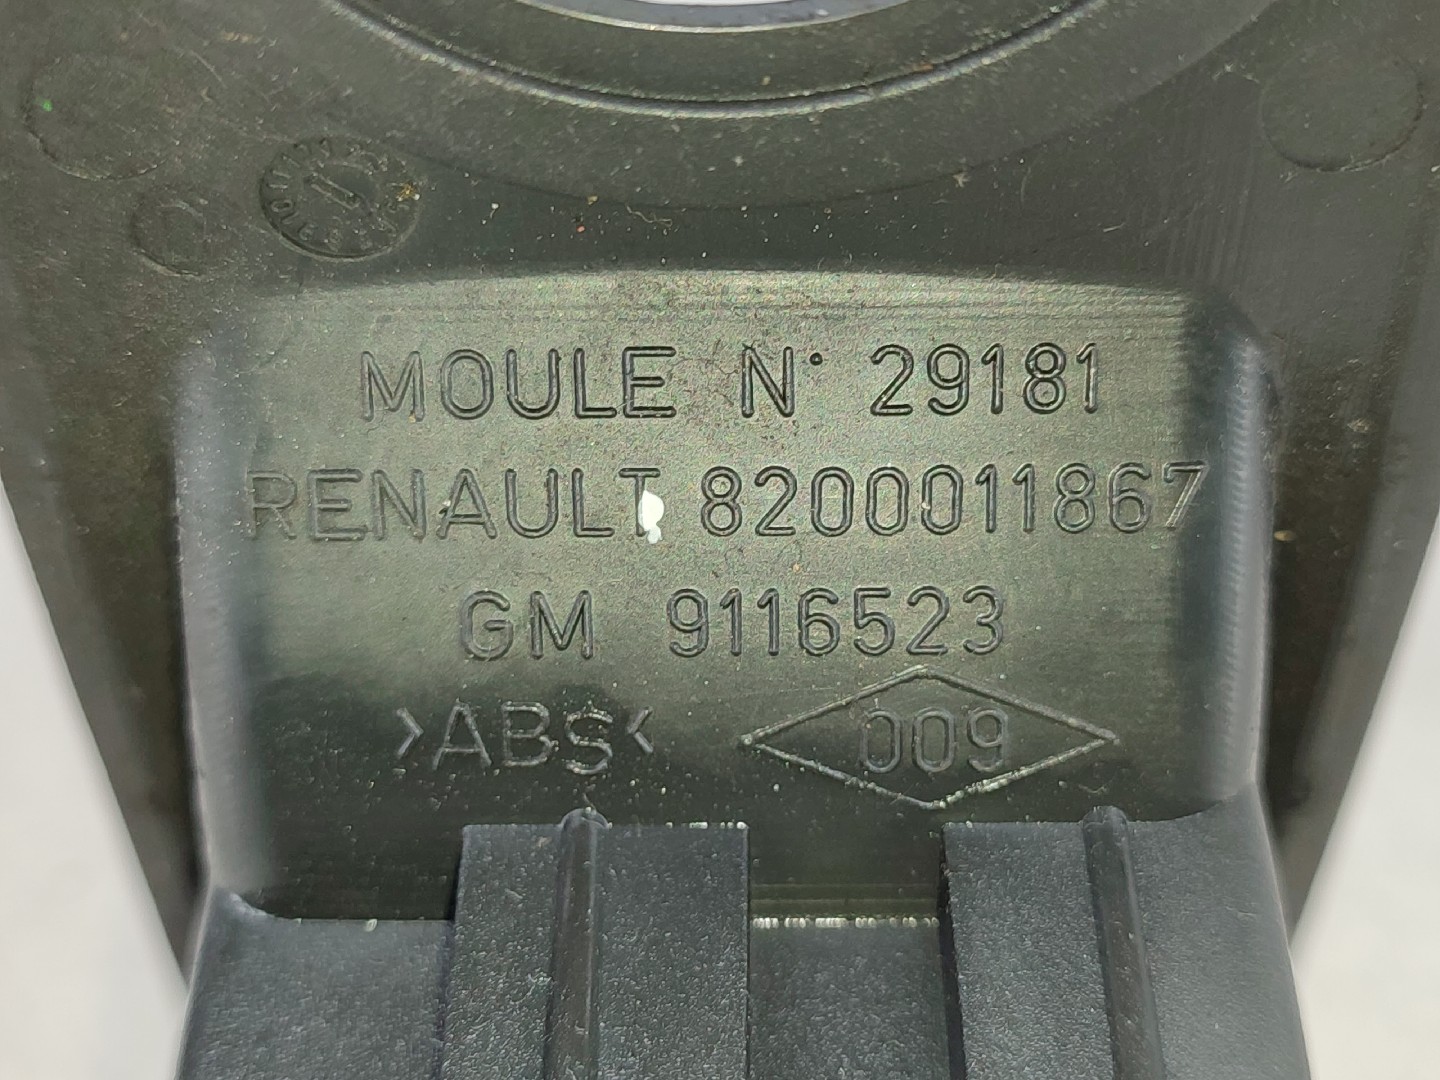 MOULE N° 29181
RENAULT 8200011867
GM 9116523
>ABS<
009